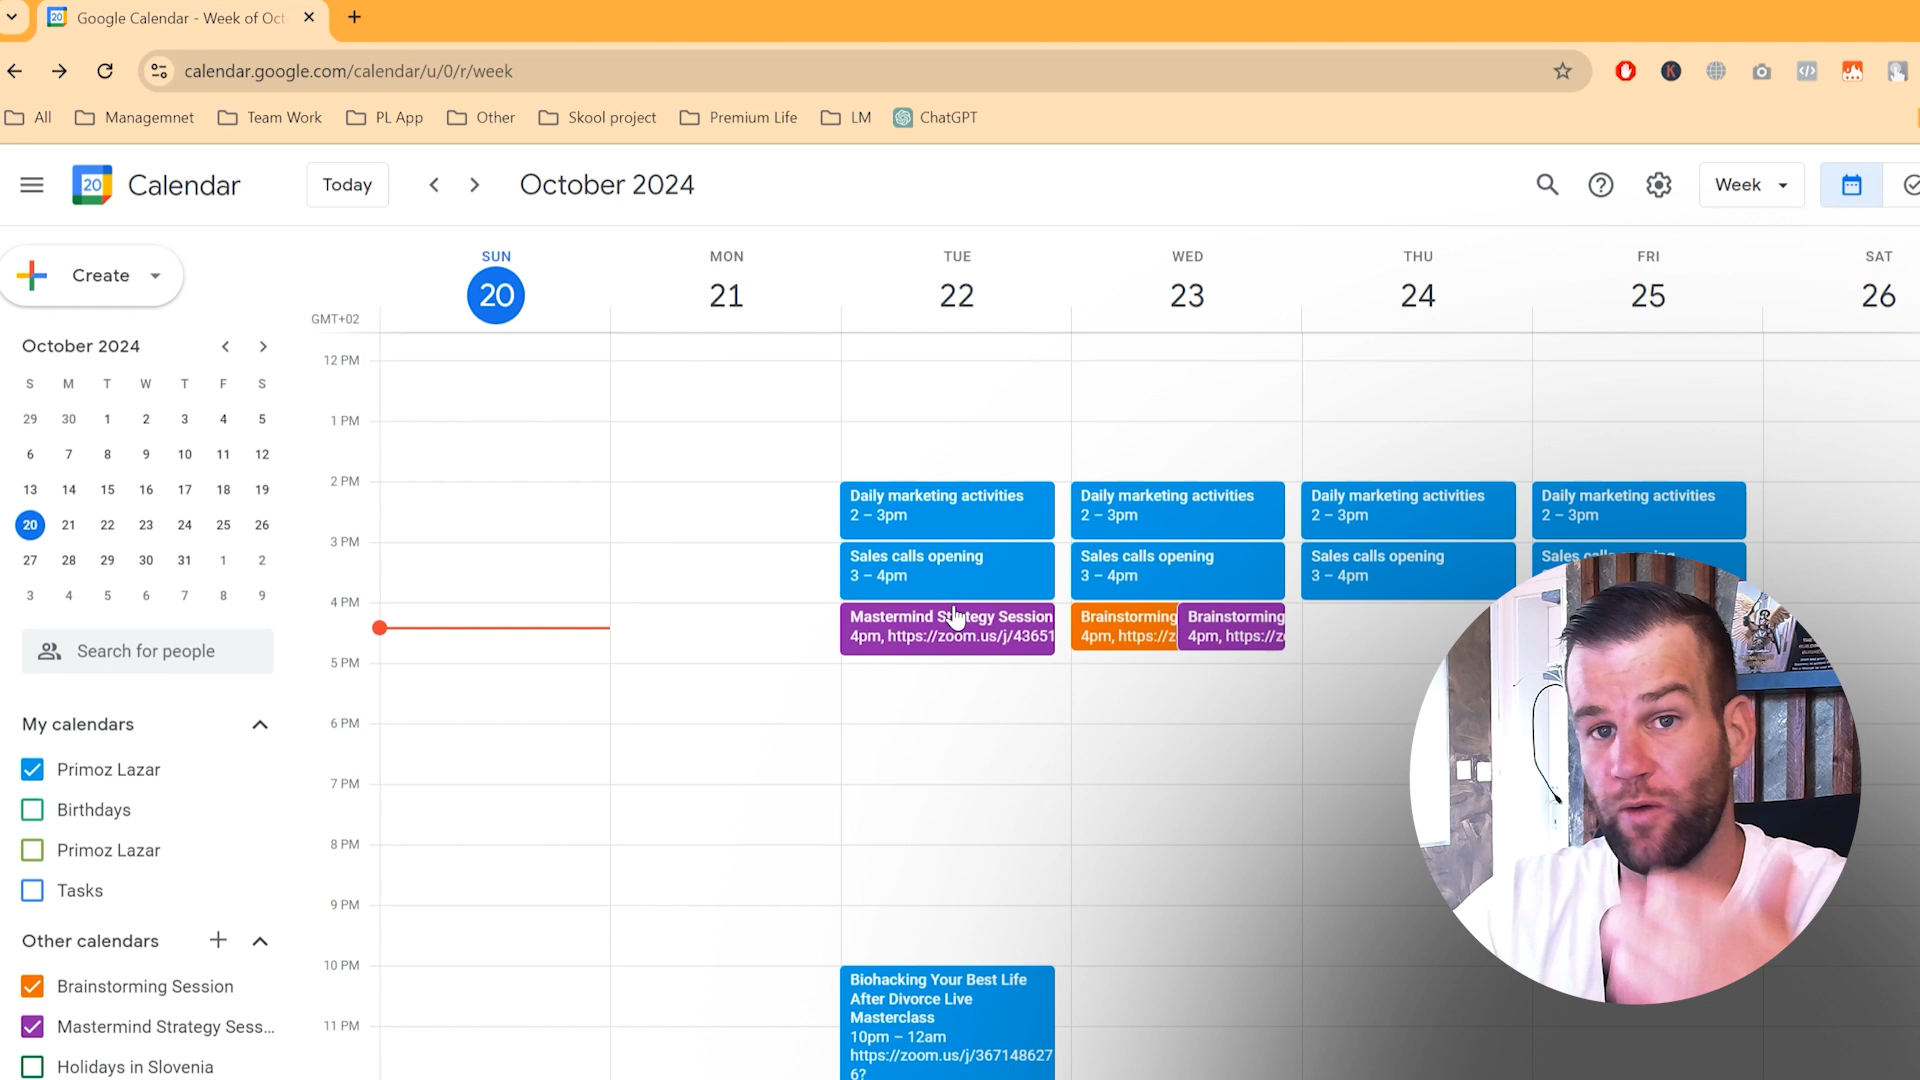 Google Calendar - Week of Oct
calendar.google.com/calendar/u/0/r/week
All
Managemnet
Team Work
PL App
Other
Skool project
Premium Life
LM
ChatGPT
20
Calendar
Today
October 2024
Week
Create
SUN
MON
TUE
WED
THU
FRI
SAT
20
21
22
23
24
25
26
GMT+02
October 2024
S M T W T F S
29 30 1 2 3 4 5
6 7 8 9 10 11 12
13 14 15 16 17 18 19
20 21 22 23 24 25 26
27 28 29 30 31 1 2
3 4 5 6 7 8 9
Search for people
My calendars
Primoz Lazar
Birthdays
Primoz Lazar
Tasks
Other calendars
Brainstorming Session
Mastermind Strategy Sess...
Holidays in Slovenia
12 PM
1 PM
2 PM
3 PM
4 PM
5 PM
6 PM
7 PM
8 PM
9 PM
10 PM
11 PM
Daily marketing activities
2 – 3pm
Sales calls opening
3 – 4pm
Mastermind Strategy Session
4pm, https://zoom.us/j/43651
Biohacking Your Best Life
After Divorce Live
Masterclass
10pm – 12am
https://zoom.us/j/367148627
6?
Daily marketing activities
2 – 3pm
Sales calls opening
3 – 4pm
Brainstorming
4pm, https://z
Brainstorming
4pm, https://z
Daily marketing activities
2 – 3pm
Sales calls opening
3 – 4pm
Daily marketing activities
2 – 3pm
Sales calls opening